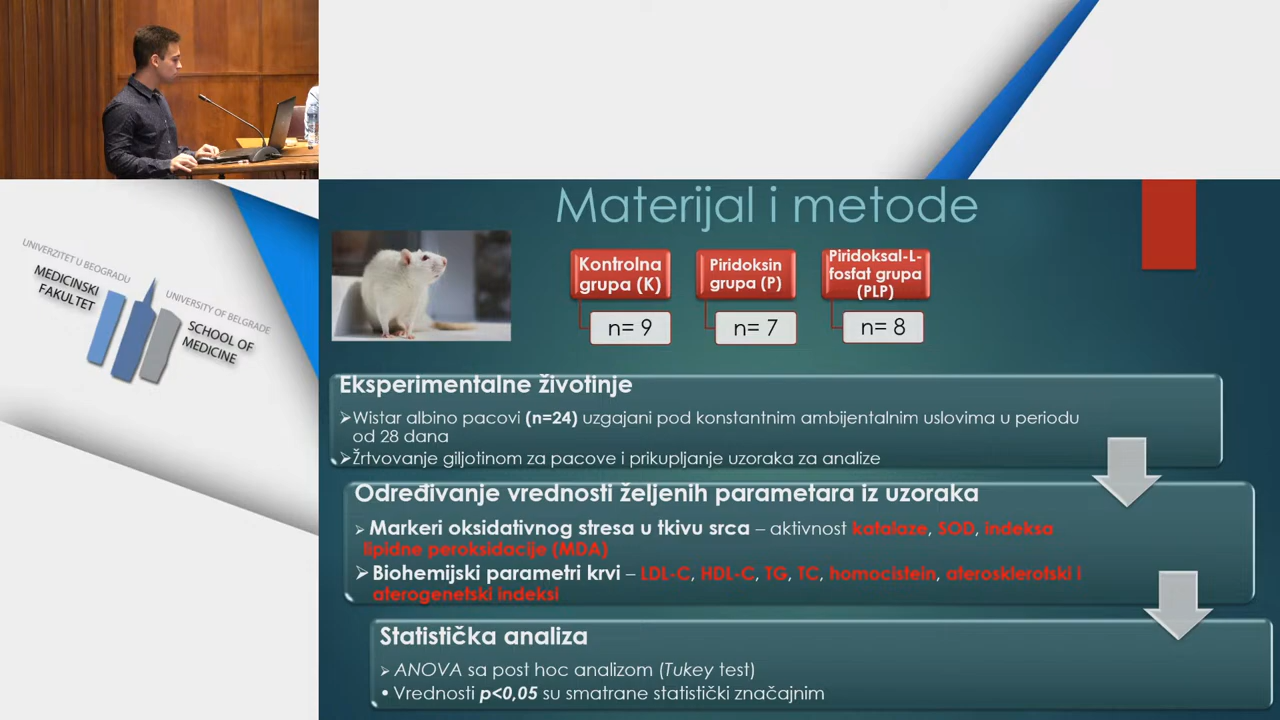 UNIVERZITET U BEOGRADU
MEDICINSKI
FAKULTET
UNIVERSITY OF BELGRADE
SCHOOL OF
MEDICINE
Materijal i metode
Kontrolna
grupa (K)
n= 9
Piridoksin
grupa (P)
n= 7
Piridoksal-L-
fosfat grupa
(PLP)
n= 8
Eksperimentalne životinje
➢Wistar albino pacovi (n=24) uzgajani pod konstantnim ambijentalnim uslovima u periodu
od 28 dana
➢Žrtvovanje giljotinom za pacove i prikupljanje uzoraka za analize
Određivanje vrednosti željenih parametara iz uzoraka
➢ Markeri oksidativnog stresa u tkivu srca – aktivnost katalaze, SOD, indeksa
lipidne peroksidacije (MDA)
➢ Biohemijski parametri krvi – LDL-C, HDL-C, TG, TC, homocistein, aterosklerotski i
aterogenetski indeksi
Statistička analiza
➢ ANOVA sa post hoc analizom (Tukey test)
• Vrednosti p<0,05 su smatrane statistički značajnim